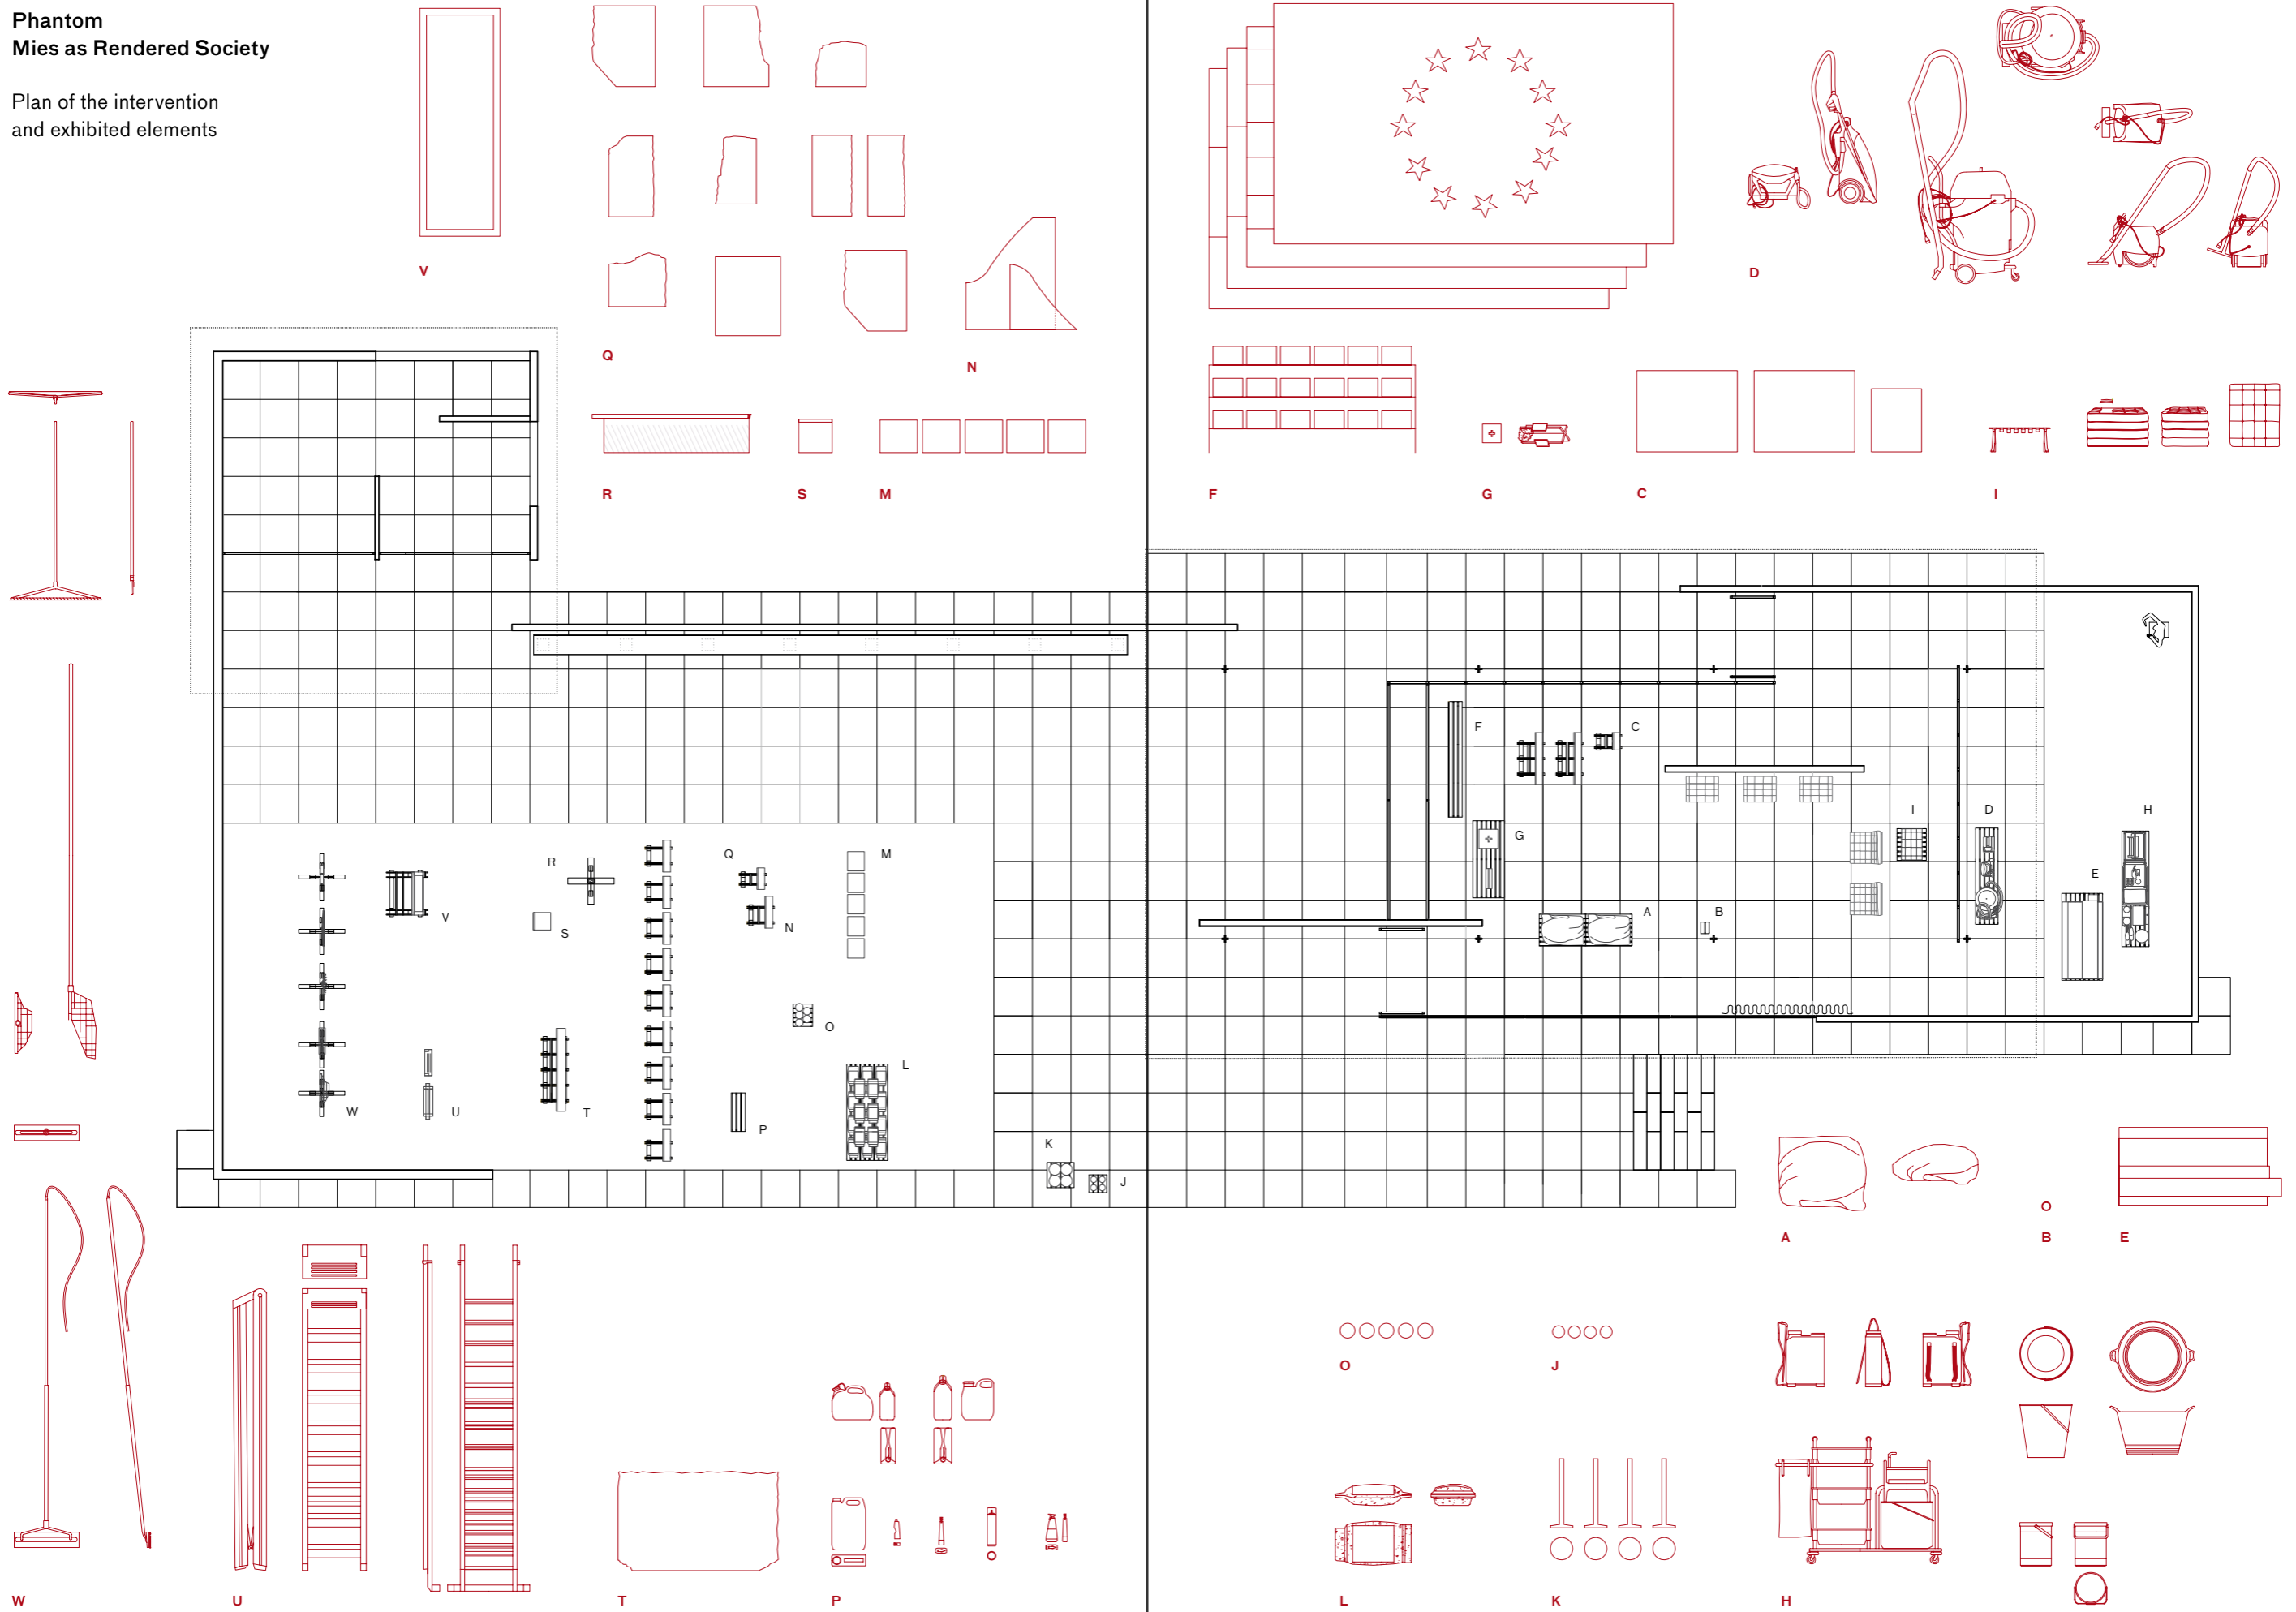 Phantom
Mies as Rendered Society
Plan of the intervention
and exhibited elements
V
D
Q
N
R
S
M
F
G
C
I
F
C
I
D
H
G
E
A
B
R
Q
M
V
S
N
O
L
W
U
T
P
K
J
A
B
E
O
J
W
U
T
P
L
K
H